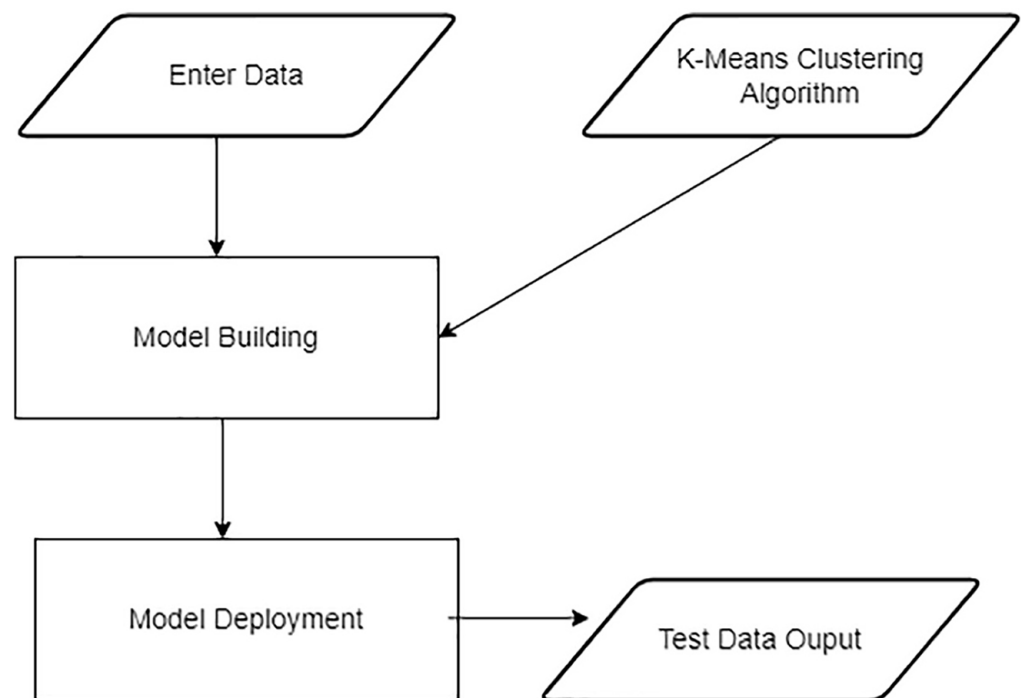 Enter Data
K-Means Clustering
Algorithm
Model Building
Model Deployment
Test Data Ouput